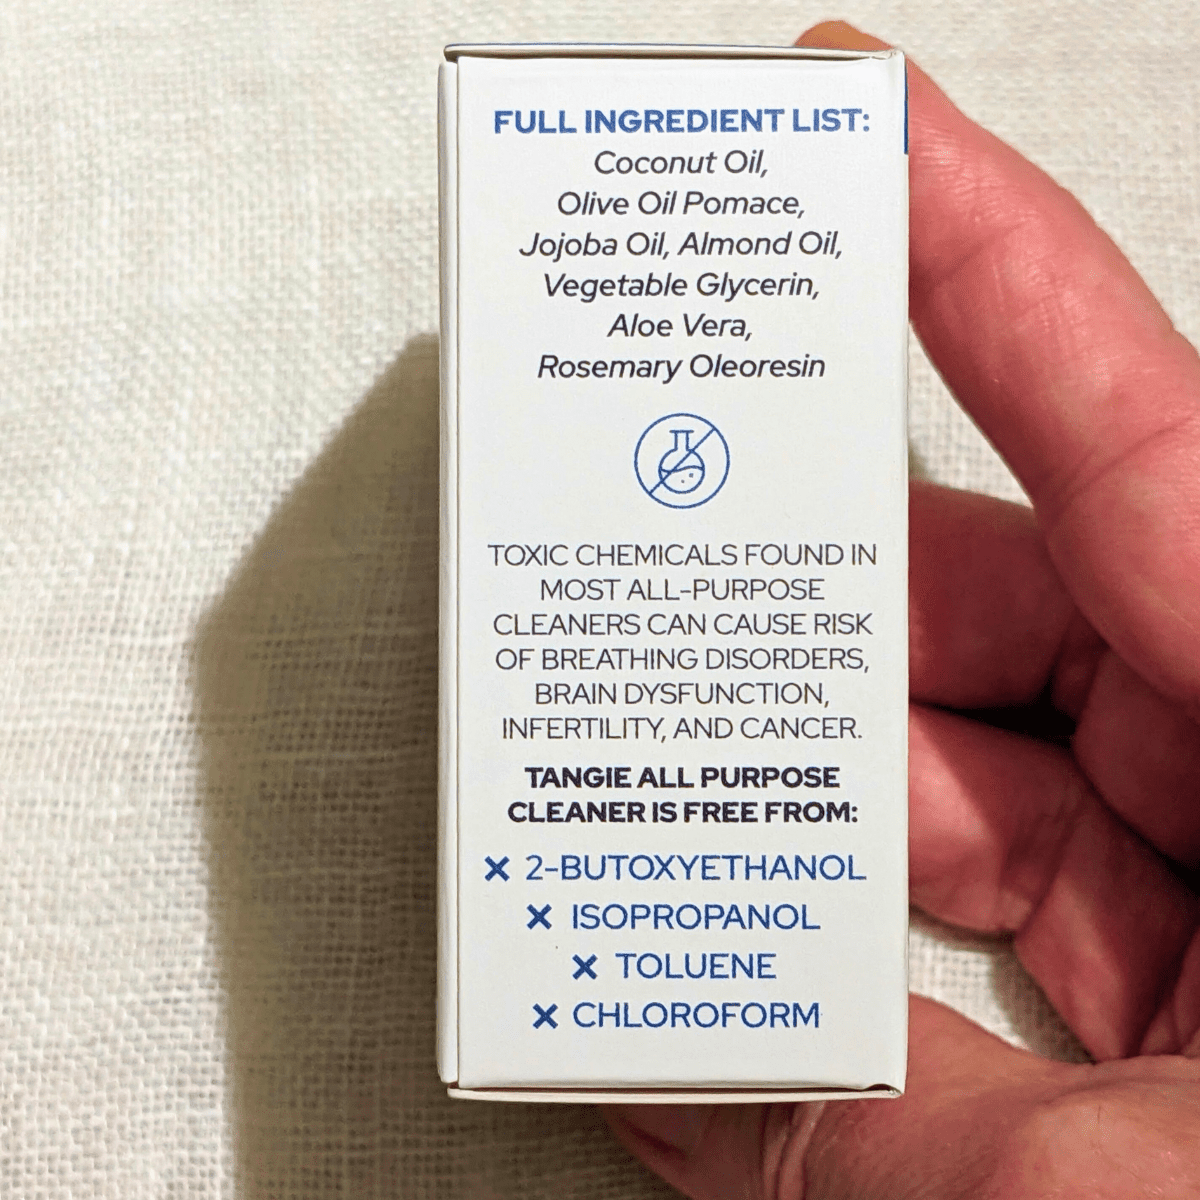 FULL INGREDIENT LIST:
Coconut Oil,
Olive Oil Pomace,
Jojoba Oil, Almond Oil,
Vegetable Glycerin,
Aloe Vera,
Rosemary Oleoresin
TOXIC CHEMICALS FOUND IN
MOST ALL-PURPOSE
CLEANERS CAN CAUSE RISK
OF BREATHING DISORDERS,
BRAIN DYSFUNCTION,
INFERTILITY, AND CANCER.
TANGIE ALL PURPOSE
CLEANER IS FREE FROM:
× 2-BUTOXYETHANOL
× ISOPROPANOL
× TOLUENE
× CHLOROFORM